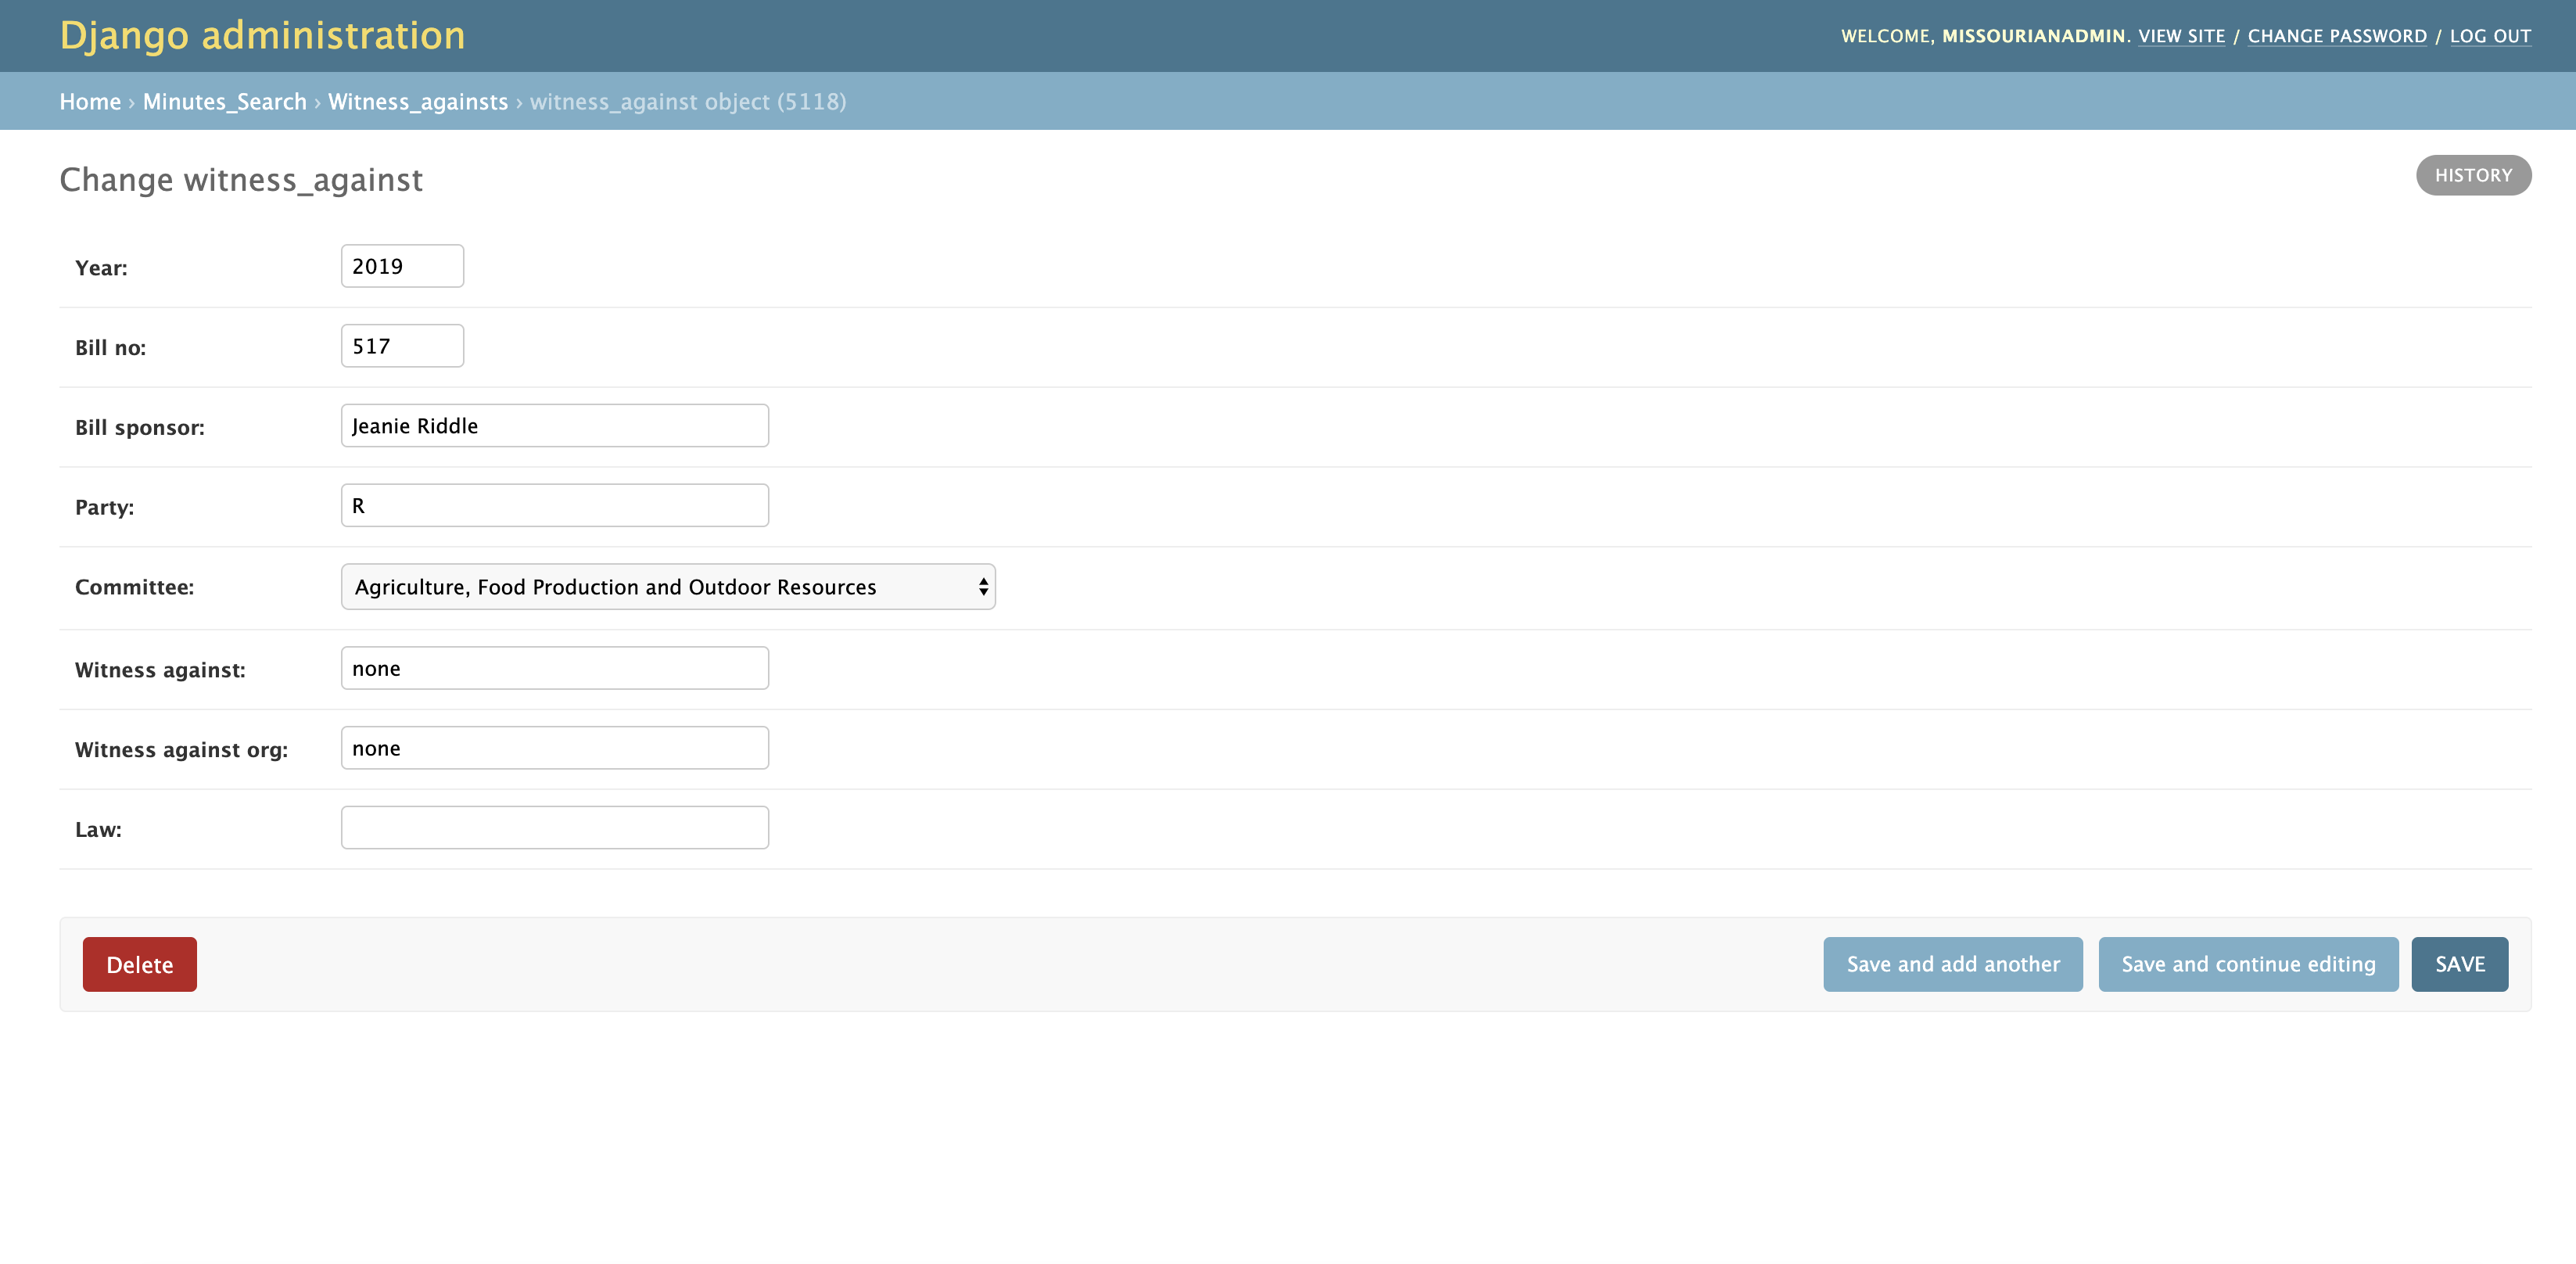 Django administration
WELCOME, MISSOURIANADMIN. VIEW SITE / CHANGE PASSWORD / LOG OUT
Home › Minutes_Search › Witness_againsts › witness_against object (5118)
Change witness_against
HISTORY
Year: 2019
Bill no: 517
Bill sponsor: Jeanie Riddle
Party: R
Committee: Agriculture, Food Production and Outdoor Resources
Witness against: none
Witness against org: none
Law:
Delete
Save and add another
Save and continue editing
SAVE